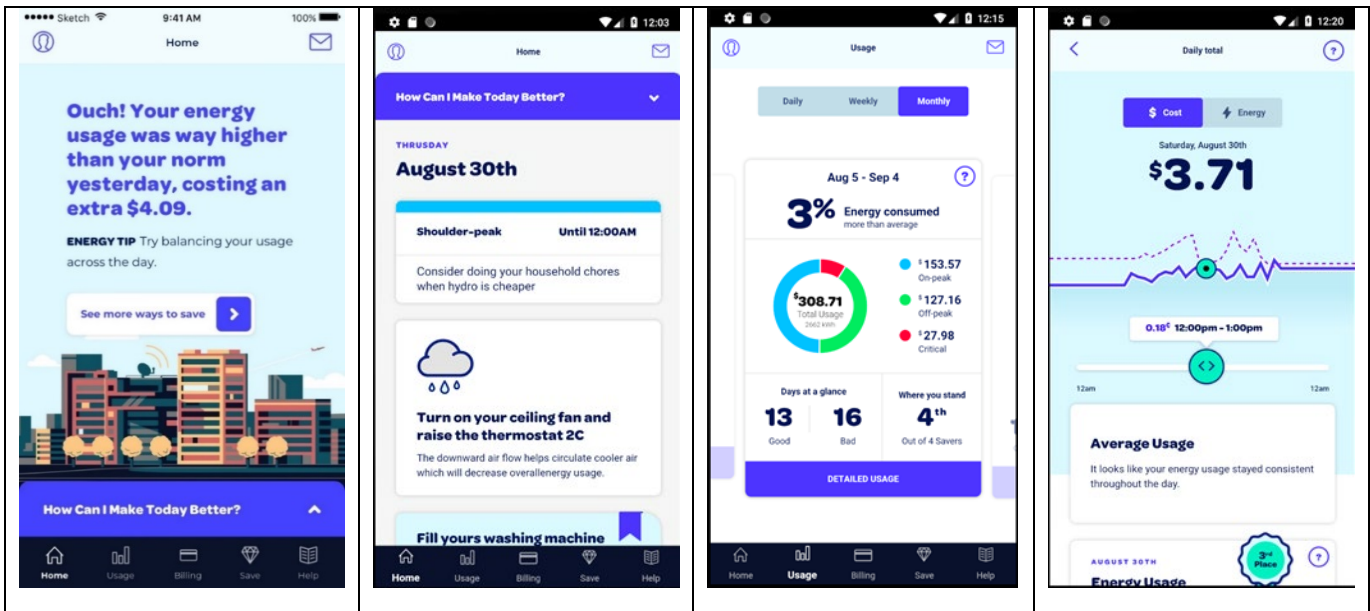 Sketch
9:41 AM
100%
Home
Ouch! Your energy
usage was way higher
than your norm
yesterday, costing an
extra $4.09.
ENERGY TIP Try balancing your usage
across the day.
See more ways to save
How Can I Make Today Better?
Home
Usage
Billing
Save
Help
12:03
Home
How Can I Make Today Better?
THRUSDAY
August 30th
Shoulder-peak
Until 12:00AM
Consider doing your household chores
when hydro is cheaper
Turn on your ceiling fan and
raise the thermostat 2C
The downward air flow helps circulate cooler air
which will decrease overallenergy usage.
Fill yours washing machine
Home
Usage
Billing
Save
Help
12:15
Usage
Daily
Weekly
Monthly
Aug 5 - Sep 4
?
3%
Energy consumed
more than average
$308.71
Total Usage
2662 kWh
$153.57
On-peak
$127.16
Off-peak
$27.98
Critical
Days at a glance
13
Good
16
Bad
Where you stand
4th
Out of 4 Savers
DETAILED USAGE
Home
Usage
Billing
Save
Help
12:20
Daily total
?
$ Cost
Energy
Saturday, August 30th
$3.71
0.18¢ 12:00pm - 1:00pm
12am
12am
Average Usage
It looks like your energy usage stayed consistent
throughout the day.
AUGUST 30TH
Energy Usage
3rd
Place
?